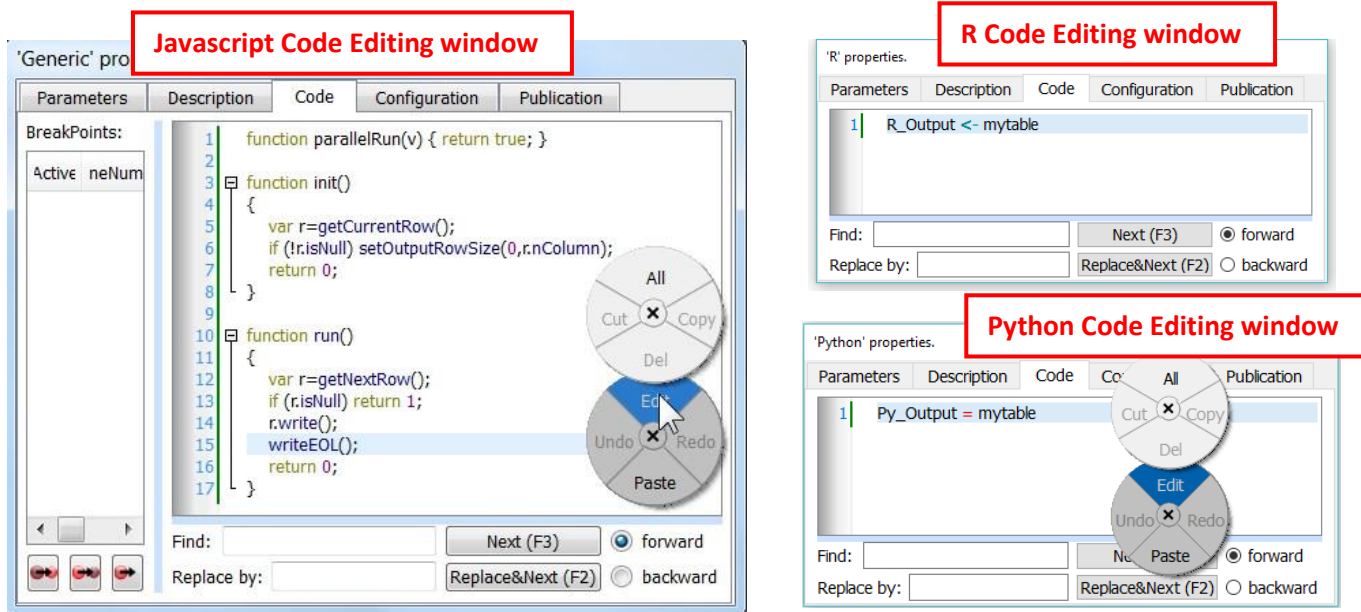 Javascript Code Editing window
'Generic' pro
Parameters Description Code Configuration Publication
BreakPoints:
Active neNum
1 function parallelRun(v) { return true; }
2
3 function init()
4 {
5 var r=getCurrentRow();
6 if (!r.isNull) setOutputRowSize(0,r.nColumn);
7 return 0;
8 }
9
10 function run()
11 {
12 var r=getNextRow();
13 if (r.isNull) return 1;
14 r.write();
15 writeEOL();
16 return 0;
17 }
All
Cut Copy
Del
Edit
Undo Redo
Paste
Find: Next (F3) forward
Replace by: Replace&Next (F2) backward
R Code Editing window
'R' properties.
Parameters Description Code Configuration Publication
1 R_Output <- mytable
Find: Next (F3) forward
Replace by: Replace&Next (F2) backward
Python Code Editing window
'Python' properties.
Parameters Description Code Co Publication
1 Py_Output = mytable
All
Cut Copy
Del
Edit
Undo Redo
Paste
Find: Ne forward
Replace by: Replace&Next (F2) backward